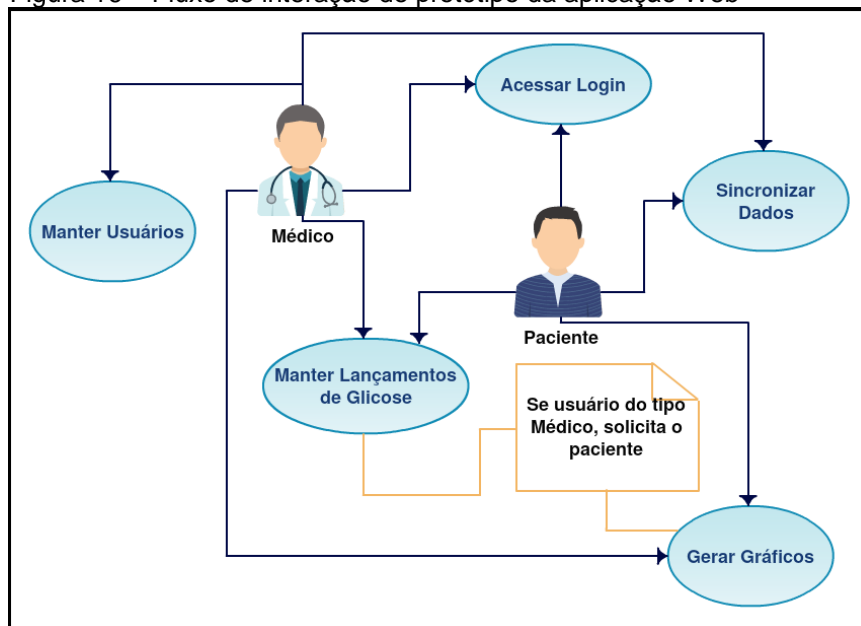 Acessar Login
Sincronizar
Dados
Manter Usuários
Médico
Paciente
Manter Lançamentos
de Glicose
Se usuário do tipo
Médico, solicita o
paciente
Gerar Gráficos